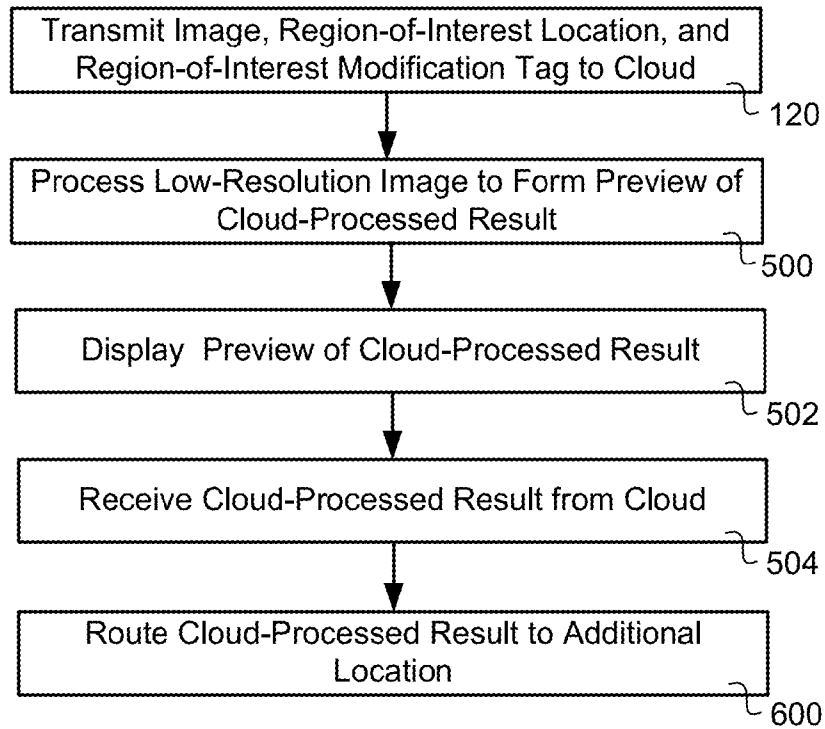 Transmit Image, Region-of-Interest Location, and
Region-of-Interest Modification Tag to Cloud
120
Process Low-Resolution Image to Form Preview of
Cloud-Processed Result
500
Display Preview of Cloud-Processed Result
502
Receive Cloud-Processed Result from Cloud
504
Route Cloud-Processed Result to Additional
Location
600